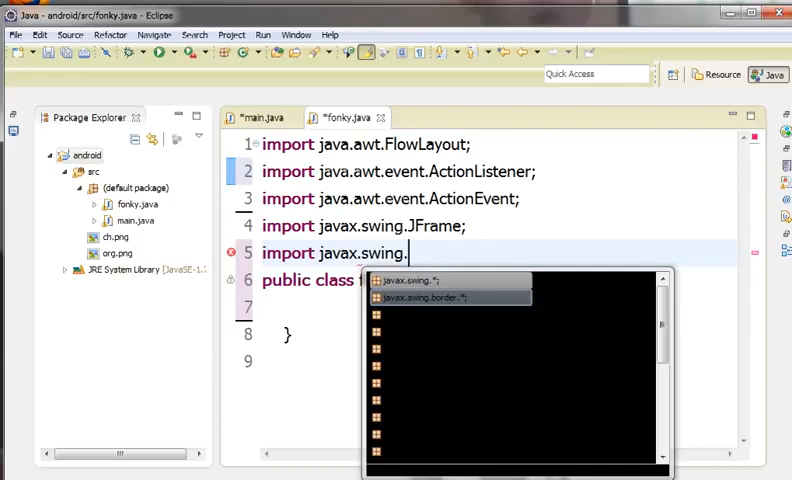 Java - android/src/fonky.java - Eclipse
File Edit Source Refactor Navigate Search Project Run Window Help
Quick Access Resource Java
Package Explorer
android
src
(default package)
fonky.java
main.java
ch.png
org.png
JRE System Library [JavaSE-1.7]
*main.java *fonky.java
1 import java.awt.FlowLayout;
2 import java.awt.event.ActionListener;
3 import java.awt.event.ActionEvent;
4 import javax.swing.JFrame;
5 import javax.swing.
6 public class f
7
8 }
9
javax.swing.*;
javax.swing.border.*;